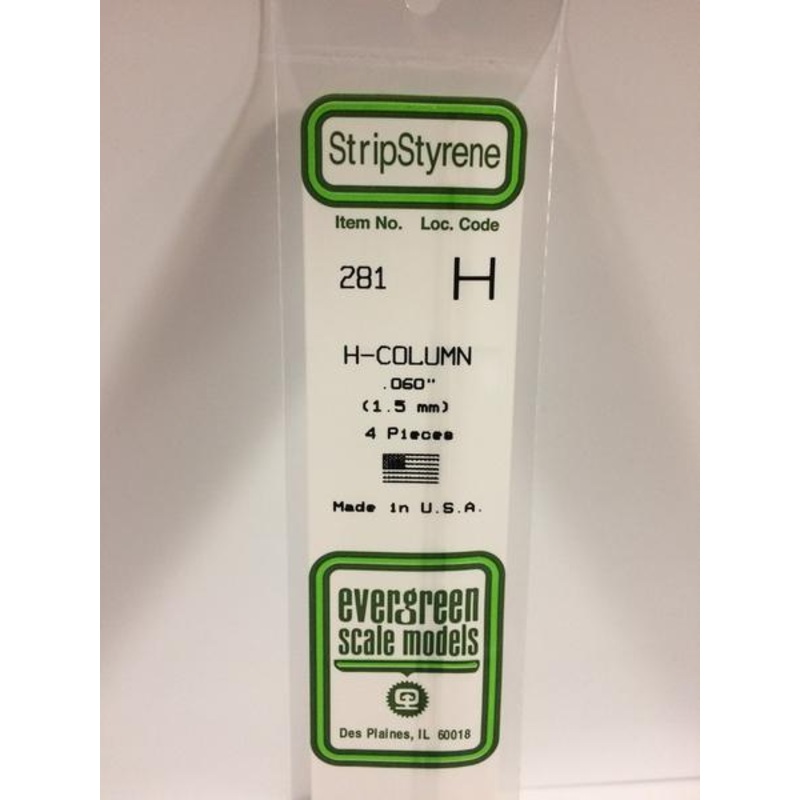 StripStyrene
Item No. Loc. Code
281 H
H-COLUMN
.060"
(1.5 mm)
4 Pieces
Made in U.S.A.
evergreen
scale models
Des Plaines, IL 60018